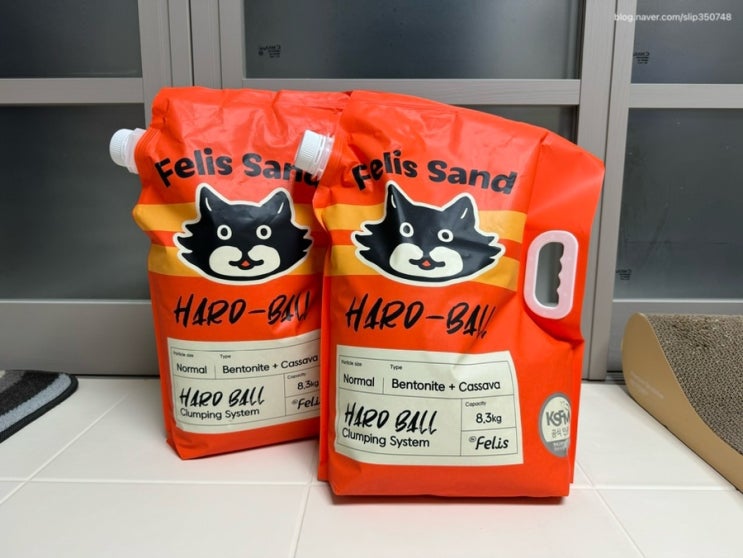 blog.naver.com/slip350748
Felis Sand
HARD-BALL
Particle size
Normal
Type
Bentonite + Cassava
Capacity
8,3kg
HARD BALL
Clumping System
Felis
Felis Sand
HARD-BALL
Particle size
Normal
Type
Bentonite + Cassava
Capacity
8,3kg
HARD BALL
Clumping System
Felis
KSFM